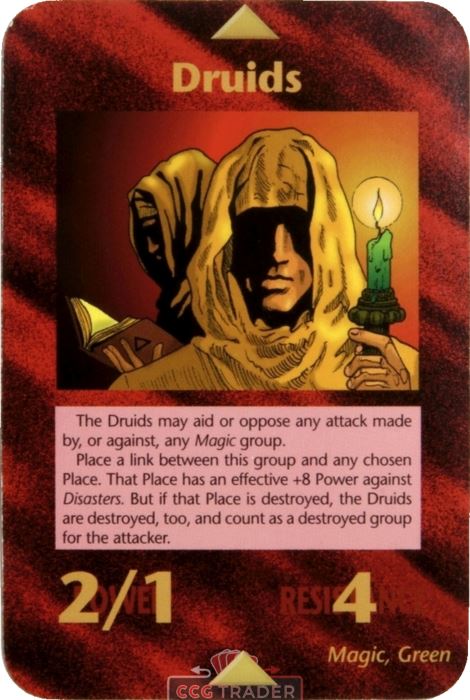 Druids
The Druids may aid or oppose any attack made
by, or against, any Magic group.
Place a link between this group and any chosen
Place. That Place has an effective +8 Power against
Disasters. But if that Place is destroyed, the Druids
are destroyed, too, and count as a destroyed group
for the attacker.
POWER 2/1 RESISTANCE 4
Magic, Green
CCG TRADER